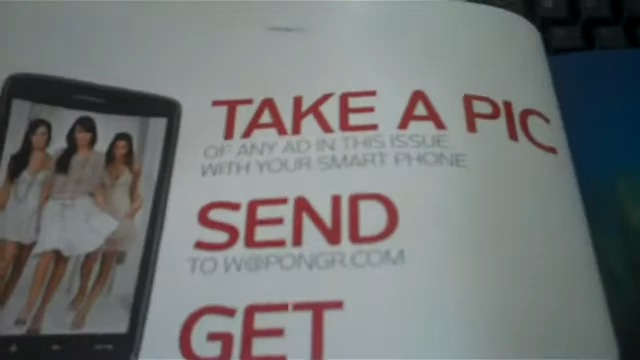 TAKE A PIC
OF ANY AD IN THIS ISSUE
WITH YOUR SMART PHONE
SEND
TO W@PONGR.COM
GET